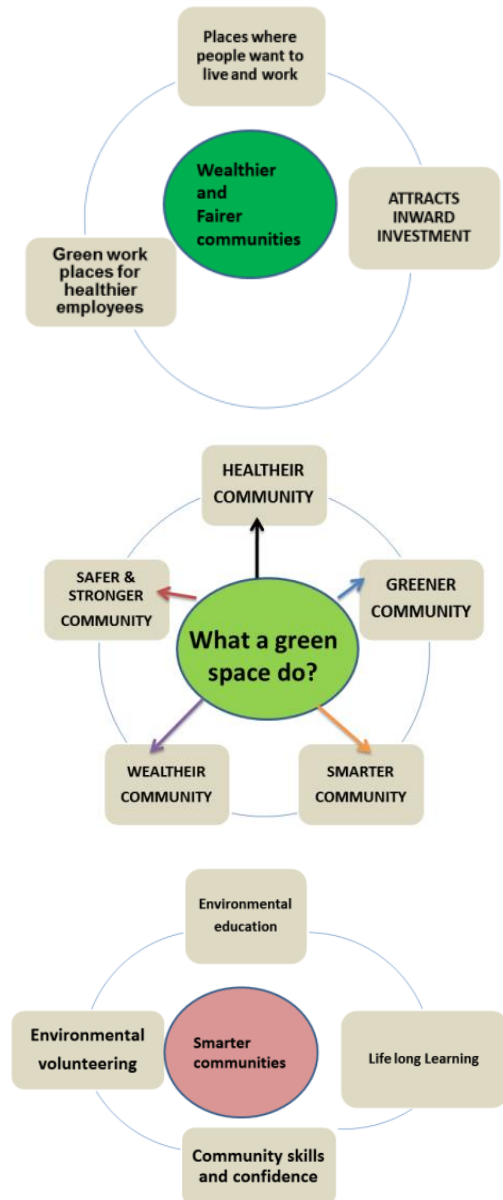 Places where
people want to
live and work
Wealthier
and
Fairer
communities
ATTRACTS
INWARD
INVESTMENT
Green work
places for
healthier
employees
HEALTHEIR
COMMUNITY
SAFER &
STRONGER
COMMUNITY
GREENER
COMMUNITY
What a green
space do?
WEALTHEIR
COMMUNITY
SMARTER
COMMUNITY
Environmental
education
Environmental
volunteering
Smarter
communities
Life long Learning
Community skills
and confidence